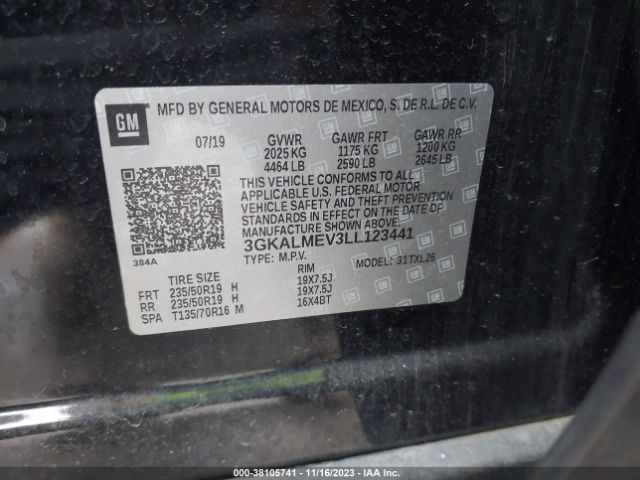 GM
MFD BY GENERAL MOTORS DE MEXICO, S. DE R.L. DE C.V.
07/19 GVWR GAWR FRT GAWR RR
2025 KG 1175 KG 1200 KG
4464 LB 2590 LB 2645 LB
THIS VEHICLE CONFORMS TO ALL
APPLICABLE U.S. FEDERAL MOTOR
VEHICLE SAFETY AND THEFT PREVENTION
STANDARDS IN EFFECT ON THE DATE OF
MANUFACTURE SHOWN ABOVE.
3GKALMEV3LL123441
384A TYPE: M.P.V. MODEL: 31TXL26
TIRE SIZE RIM
FRT 235/50R19 H 19X7.5J
RR 235/50R19 H 19X7.5J
SPA T135/70R16 M 16X4BT
000-38105741 - 11/16/2023 - IAA Inc.